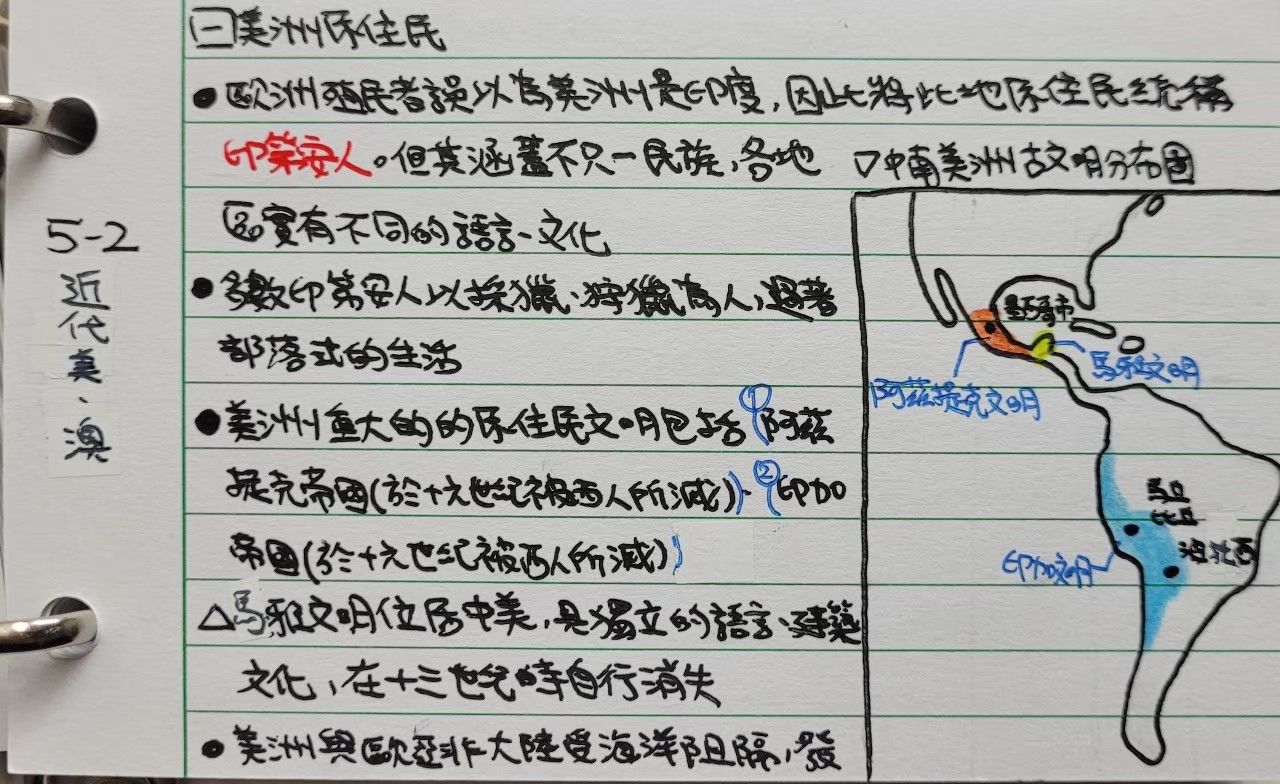 5-2
近代美、澳
㊀美洲原住民
●歐洲殖民者誤以為美洲是印度，因此將此地原住民統稱
印第安人。但其涵蓋不只一民族，各地
區實有不同的語言、文化
●多數印第安人以採獵、狩獵為人，過著
部落式的生活
●美洲重大的的原住民文明包括①阿茲
提克帝國(於十六世紀被西人所滅)、②印加
帝國(於十六世紀被西人所滅)
△馬雅文明位居中美，具獨立的語言、建築
文化，在十三世紀時自行消失
●美洲與歐亞非大陸受海洋阻隔，發
▽中南美洲古文明分布圖
墨西哥市
馬雅文明
阿茲提克文明
馬丘
比丘
印加文明